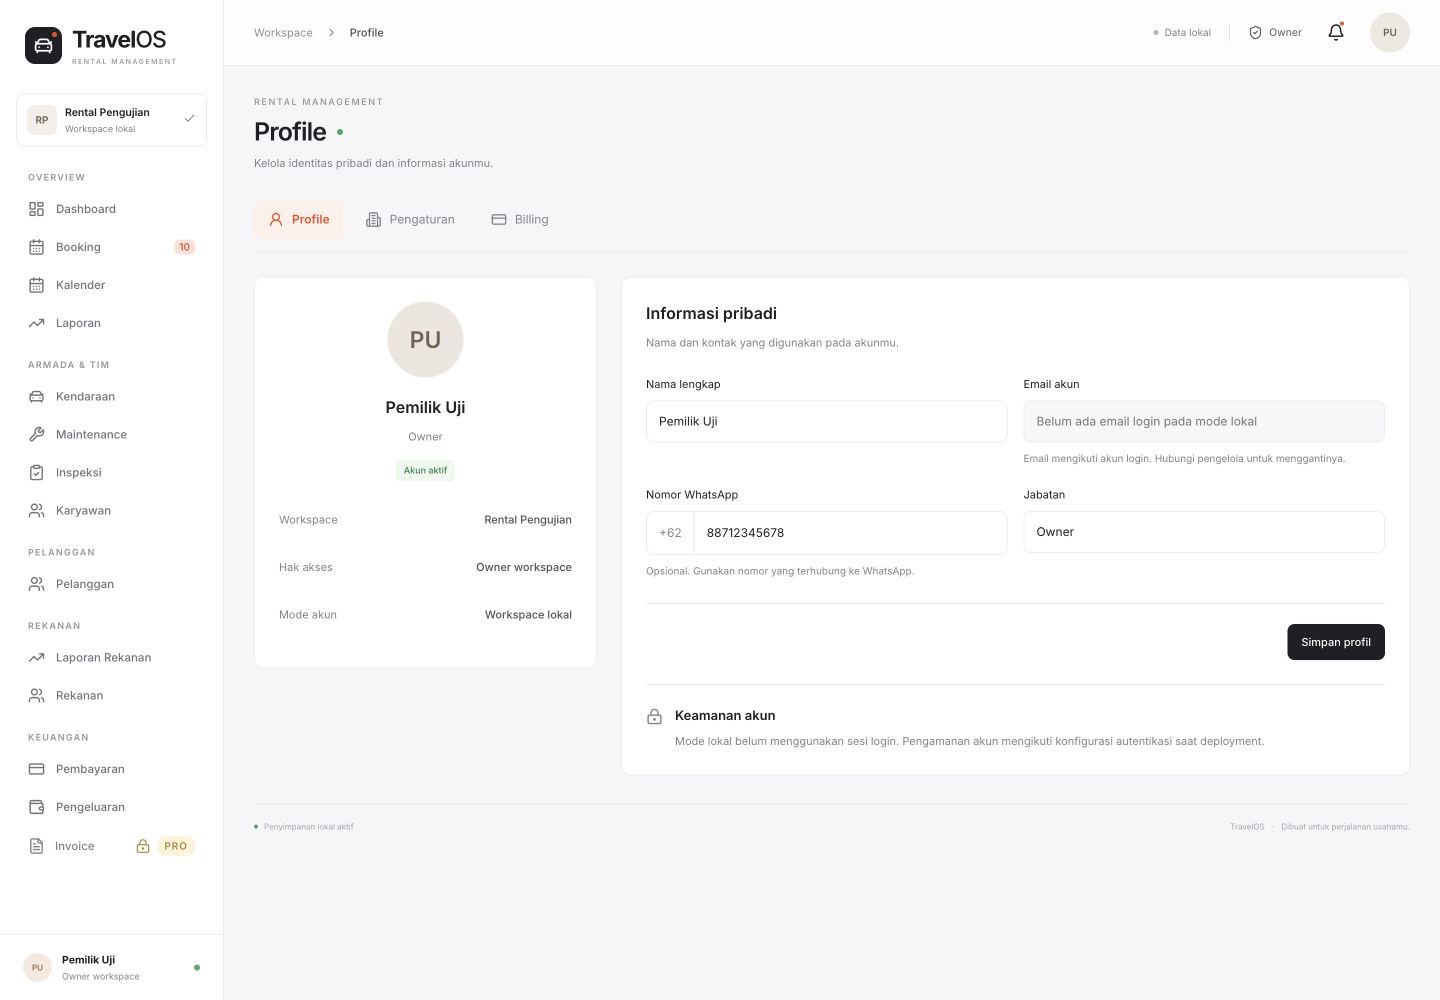 TravelOS
RENTAL MANAGEMENT
RP
Rental Pengujian
Workspace lokal
OVERVIEW
Dashboard
Booking 10
Kalender
Laporan
ARMADA & TIM
Kendaraan
Maintenance
Inspeksi
Karyawan
PELANGGAN
Pelanggan
REKANAN
Laporan Rekanan
Rekanan
KEUANGAN
Pembayaran
Pengeluaran
Invoice PRO
PU
Pemilik Uji
Owner workspace
Workspace Profile
Data lokal
Owner
PU
RENTAL MANAGEMENT
Profile
Kelola identitas pribadi dan informasi akunmu.
Profile Pengaturan Billing
PU
Pemilik Uji
Owner
Akun aktif
Workspace Rental Pengujian
Hak akses Owner workspace
Mode akun Workspace lokal
Informasi pribadi
Nama dan kontak yang digunakan pada akunmu.
Nama lengkap
Pemilik Uji
Email akun
Belum ada email login pada mode lokal
Email mengikuti akun login. Hubungi pengelola untuk menggantinya.
Nomor WhatsApp
+62 88712345678
Opsional. Gunakan nomor yang terhubung ke WhatsApp.
Jabatan
Owner
Simpan profil
Keamanan akun
Mode lokal belum menggunakan sesi login. Pengamanan akun mengikuti konfigurasi autentikasi saat deployment.
Penyimpanan lokal aktif
TravelOS · Dibuat untuk perjalanan usahamu.